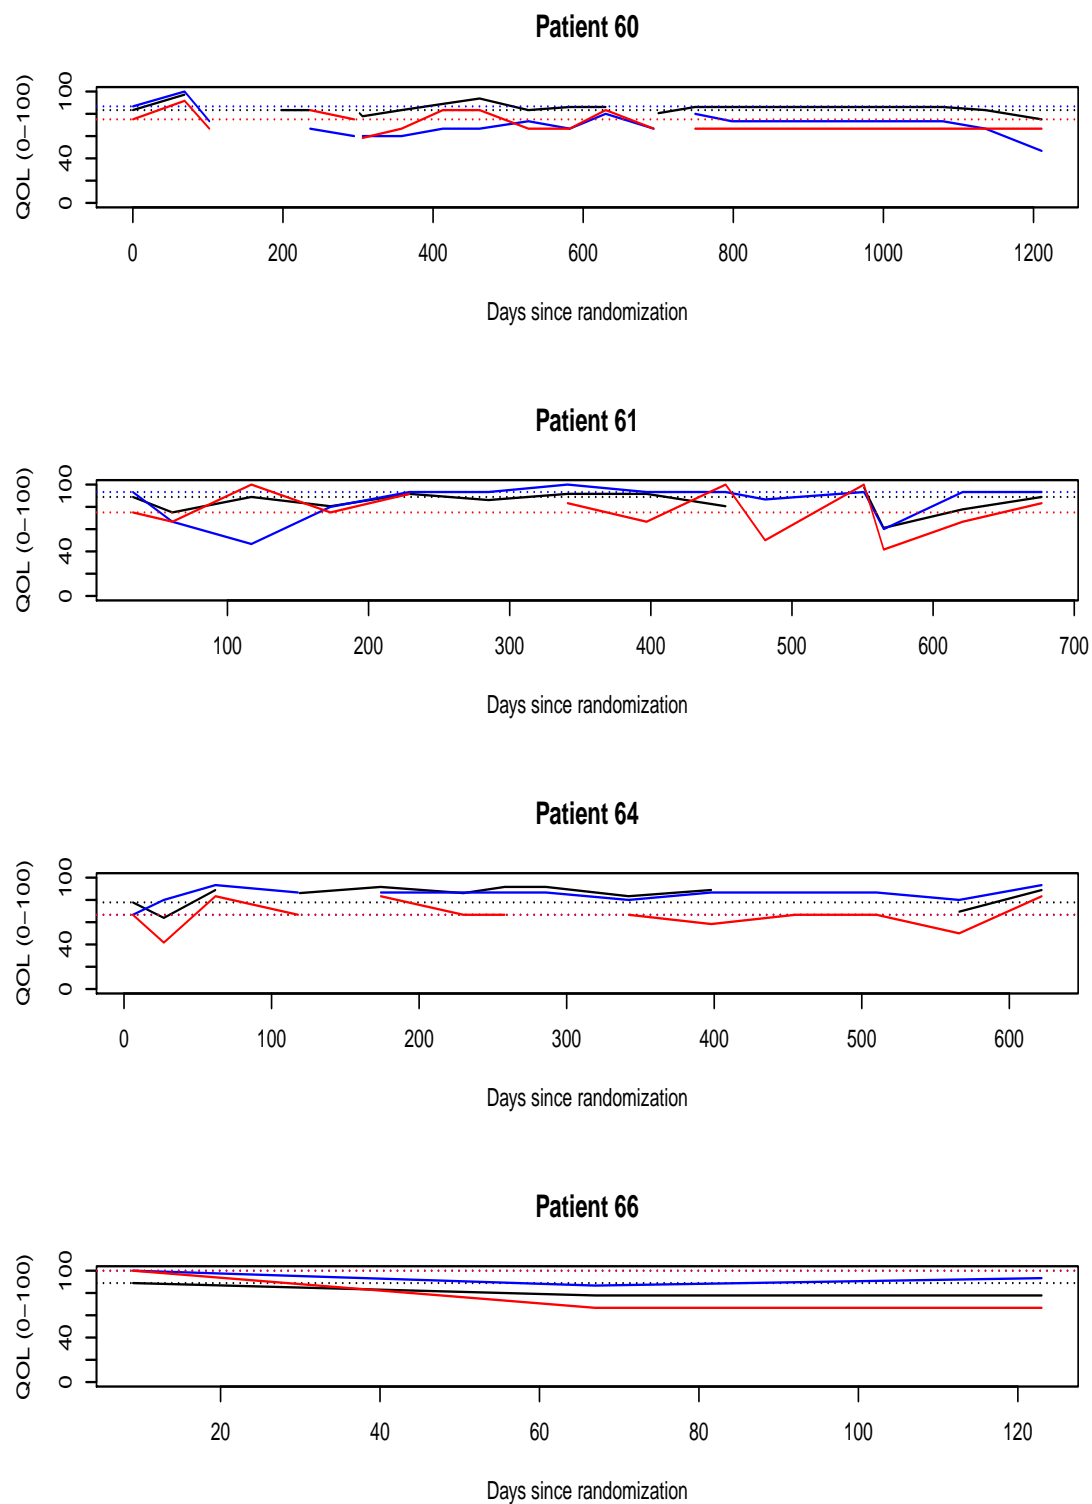 Patient 60
QOL (0−100)
100
40
0
0 200 400 600 800 1000 1200
Days since randomization
Patient 61
QOL (0−100)
100
40
0
100 200 300 400 500 600 700
Days since randomization
Patient 64
QOL (0−100)
100
40
0
0 100 200 300 400 500 600
Days since randomization
Patient 66
QOL (0−100)
100
40
0
20 40 60 80 100 120
Days since randomization